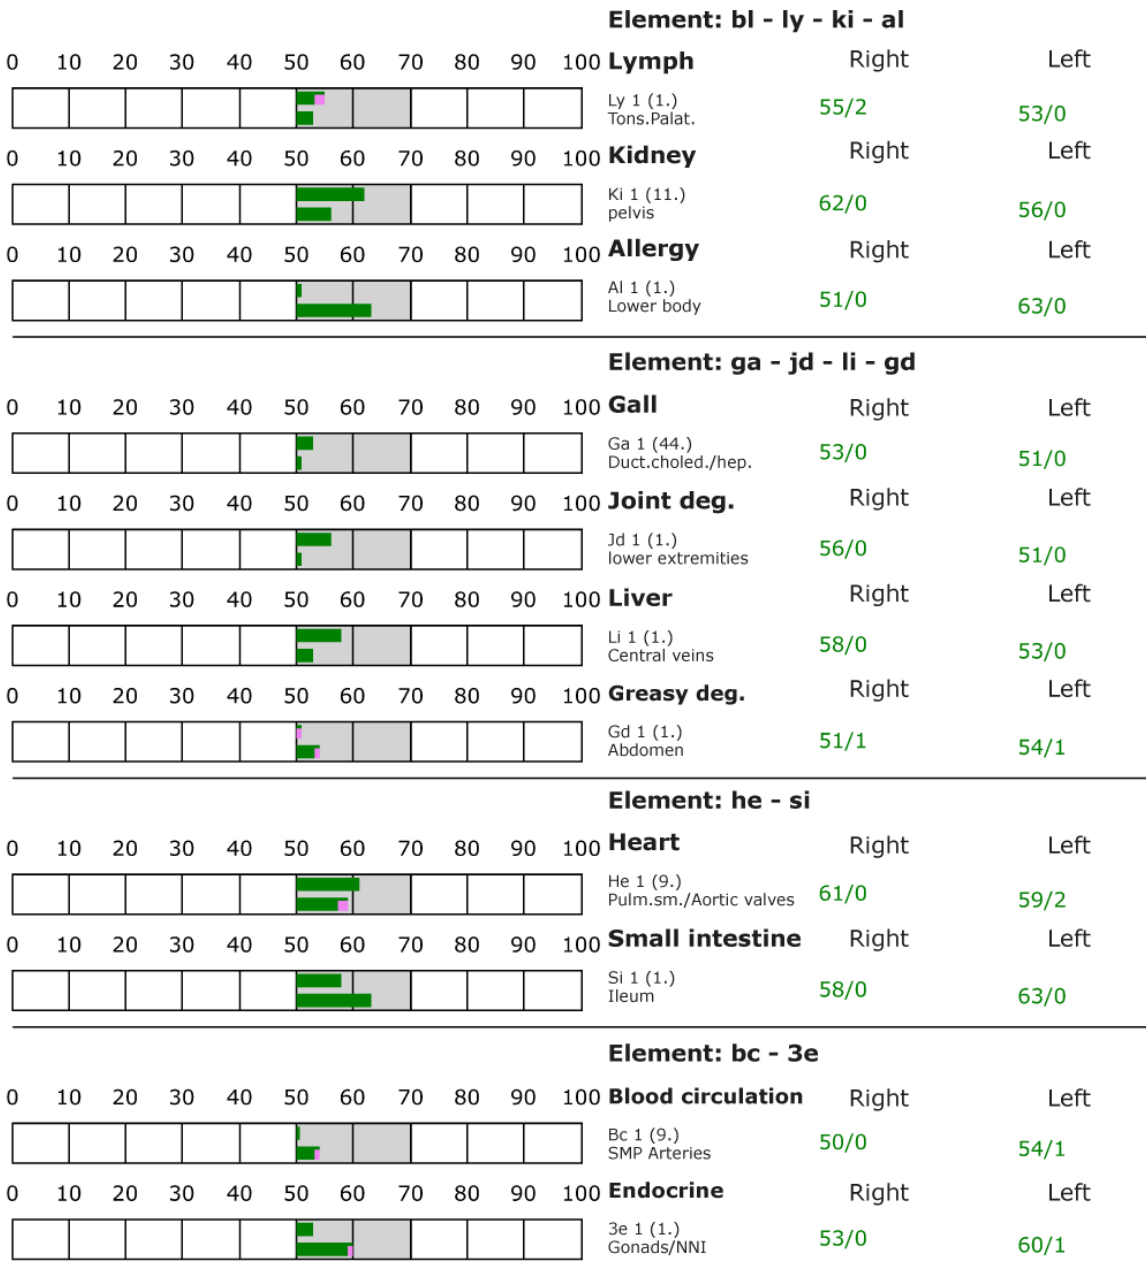 Element: bl - ly - ki - al
0 10 20 30 40 50 60 70 80 90 100 Lymph Right Left
Ly 1 (1.) 55/2 53/0
Tons.Palat.
0 10 20 30 40 50 60 70 80 90 100 Kidney Right Left
Ki 1 (11.) 62/0 56/0
pelvis
0 10 20 30 40 50 60 70 80 90 100 Allergy Right Left
Al 1 (1.) 51/0 63/0
Lower body
Element: ga - jd - li - gd
0 10 20 30 40 50 60 70 80 90 100 Gall Right Left
Ga 1 (44.) 53/0 51/0
Duct.choled./hep.
0 10 20 30 40 50 60 70 80 90 100 Joint deg. Right Left
Jd 1 (1.) 56/0 51/0
lower extremities
0 10 20 30 40 50 60 70 80 90 100 Liver Right Left
Li 1 (1.) 58/0 53/0
Central veins
0 10 20 30 40 50 60 70 80 90 100 Greasy deg. Right Left
Gd 1 (1.) 51/1 54/1
Abdomen
Element: he - si
0 10 20 30 40 50 60 70 80 90 100 Heart Right Left
He 1 (9.) 61/0 59/2
Pulm.sm./Aortic valves
0 10 20 30 40 50 60 70 80 90 100 Small intestine Right Left
Si 1 (1.) 58/0 63/0
Ileum
Element: bc - 3e
0 10 20 30 40 50 60 70 80 90 100 Blood circulation Right Left
Bc 1 (9.) 50/0 54/1
SMP Arteries
0 10 20 30 40 50 60 70 80 90 100 Endocrine Right Left
3e 1 (1.) 53/0 60/1
Gonads/NNI